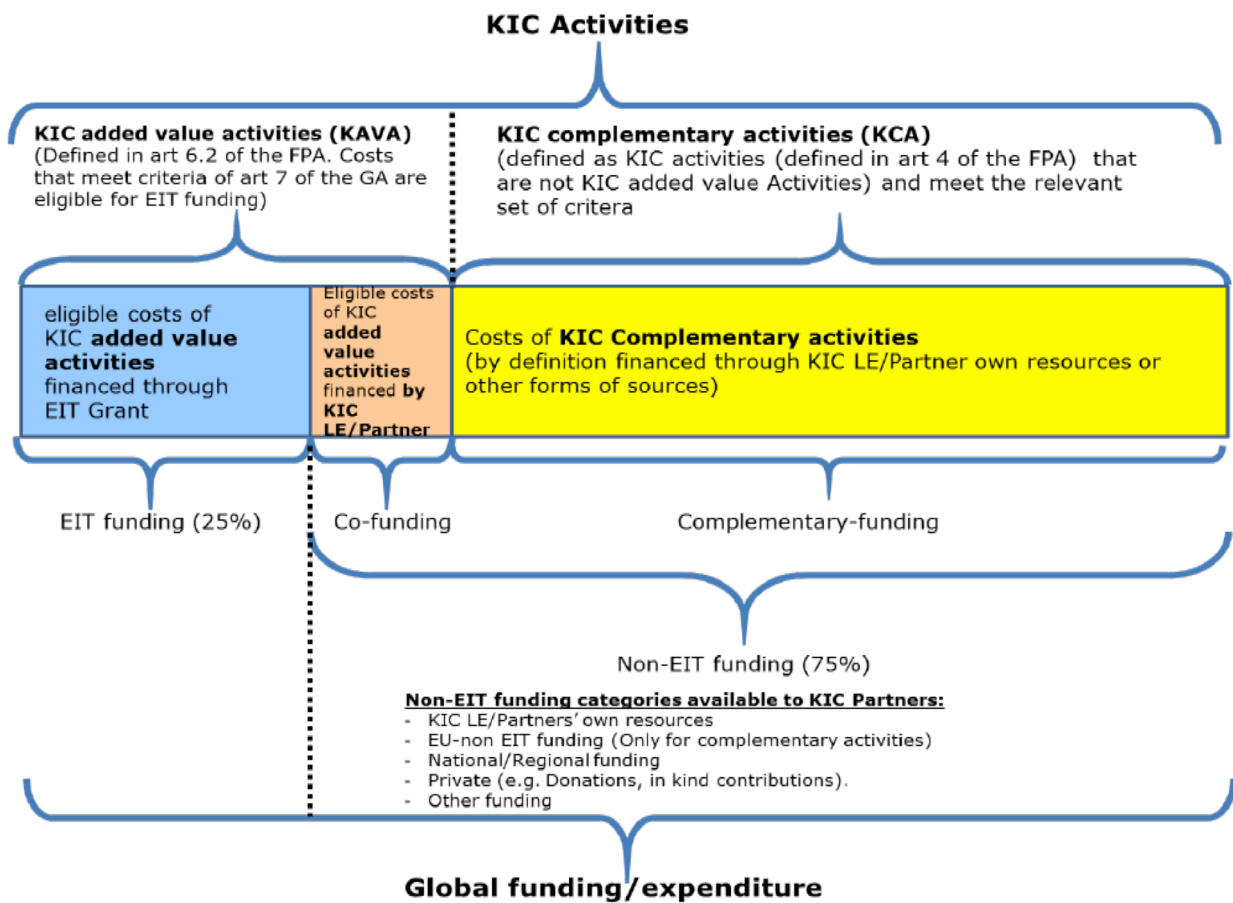 KIC Activities
KIC added value activities (KAVA)
(Defined in art 6.2 of the FPA. Costs
that meet criteria of art 7 of the GA are
eligible for EIT funding)
KIC complementary activities (KCA)
(defined as KIC activities (defined in art 4 of the FPA) that
are not KIC added value Activities) and meet the relevant
set of critera
eligible costs of
KIC added value
activities
financed through
EIT Grant
Eligible costs
of KIC
added
value
activities
financed by
KIC
LE/Partner
Costs of KIC Complementary activities
(by definition financed through KIC LE/Partner own resources or
other forms of sources)
EIT funding (25%)
Co-funding
Complementary-funding
Non-EIT funding (75%)
Non-EIT funding categories available to KIC Partners:
- KIC LE/Partners' own resources
- EU-non EIT funding (Only for complementary activities)
- National/Regional funding
- Private (e.g. Donations, in kind contributions).
- Other funding
Global funding/expenditure